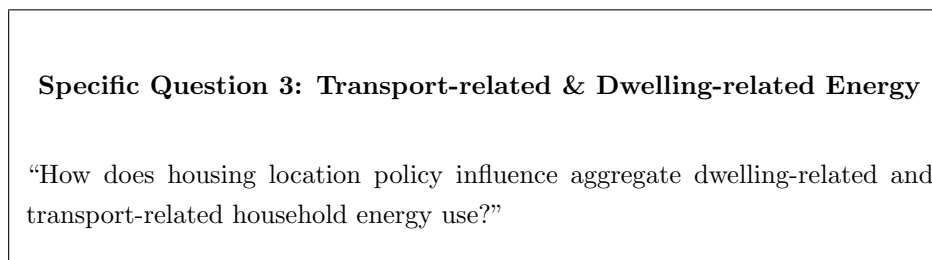 Specific Question 3: Transport-related & Dwelling-related Energy
“How does housing location policy influence aggregate dwelling-related and
transport-related household energy use?”